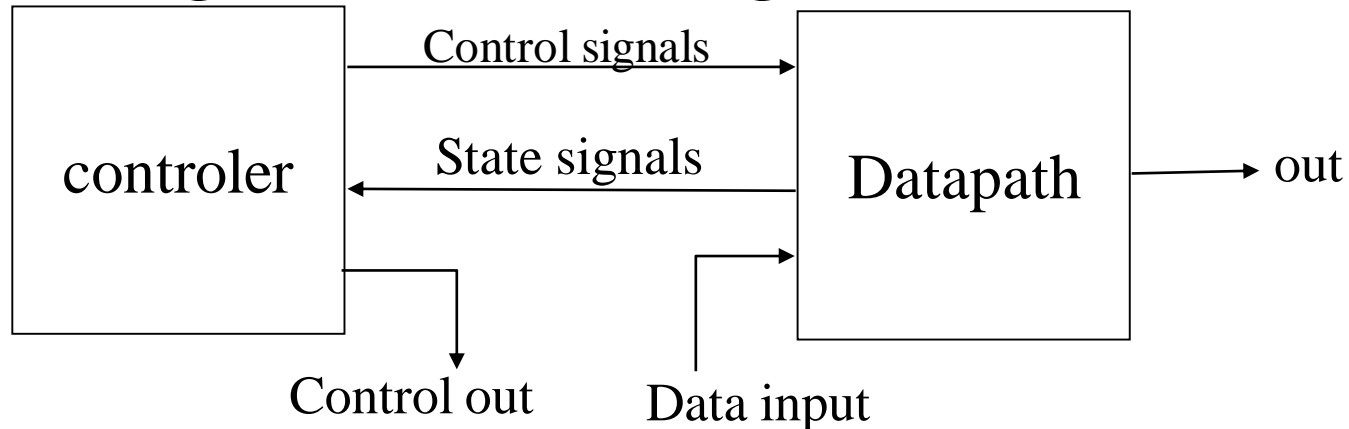 Control signals
controler
State signals
Datapath
out
Control out
Data input